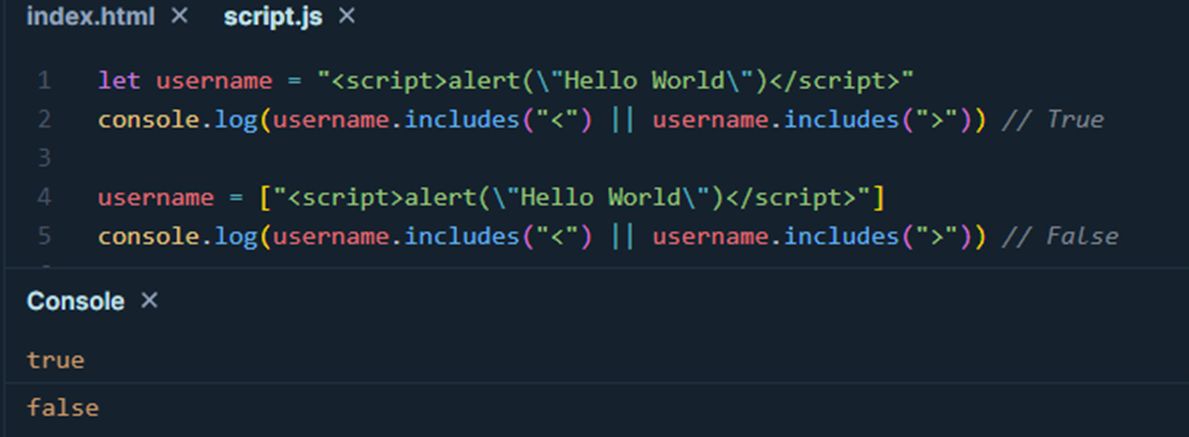 index.html × script.js ×
1 let username = "<script>alert(\"Hello World\")</script>"
2 console.log(username.includes("<") || username.includes(">")) // True
3
4 username = ["<script>alert(\"Hello World\")</script>"]
5 console.log(username.includes("<") || username.includes(">")) // False
Console ×
true
false